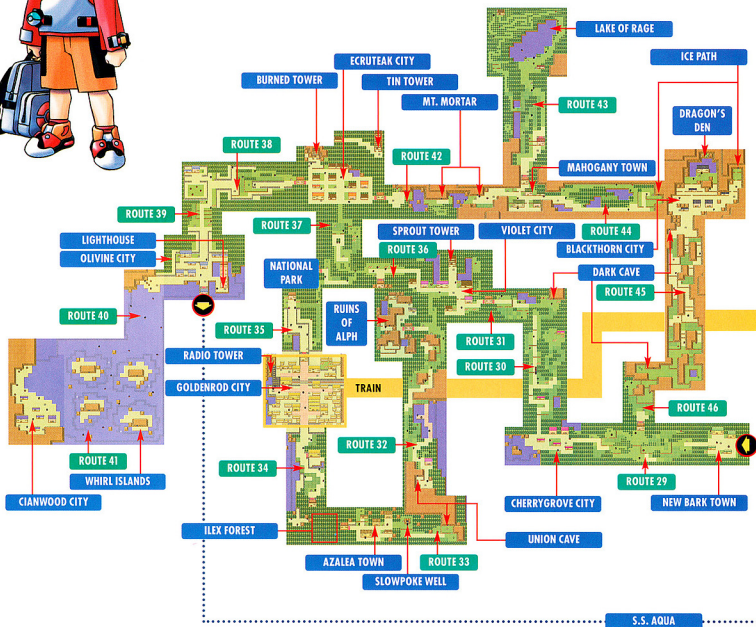 LAKE OF RAGE
ECRUTEAK CITY
ICE PATH
BURNED TOWER
TIN TOWER
MT. MORTAR
ROUTE 43
DRAGON'S
DEN
ROUTE 38
ROUTE 42
MAHOGANY TOWN
ROUTE 39
ROUTE 37
SPROUT TOWER
VIOLET CITY
ROUTE 44
LIGHTHOUSE
ROUTE 36
BLACKTHORN CITY
OLIVINE CITY
NATIONAL
PARK
DARK CAVE
ROUTE 45
ROUTE 40
RUINS
OF
ALPH
ROUTE 35
ROUTE 31
RADIO TOWER
ROUTE 30
GOLDENROD CITY
TRAIN
ROUTE 46
ROUTE 32
ROUTE 41
ROUTE 34
WHIRL ISLANDS
ROUTE 29
CIANWOOD CITY
CHERRYGROVE CITY
NEW BARK TOWN
ILEX FOREST
UNION CAVE
AZALEA TOWN
ROUTE 33
SLOWPOKE WELL
S.S. AQUA